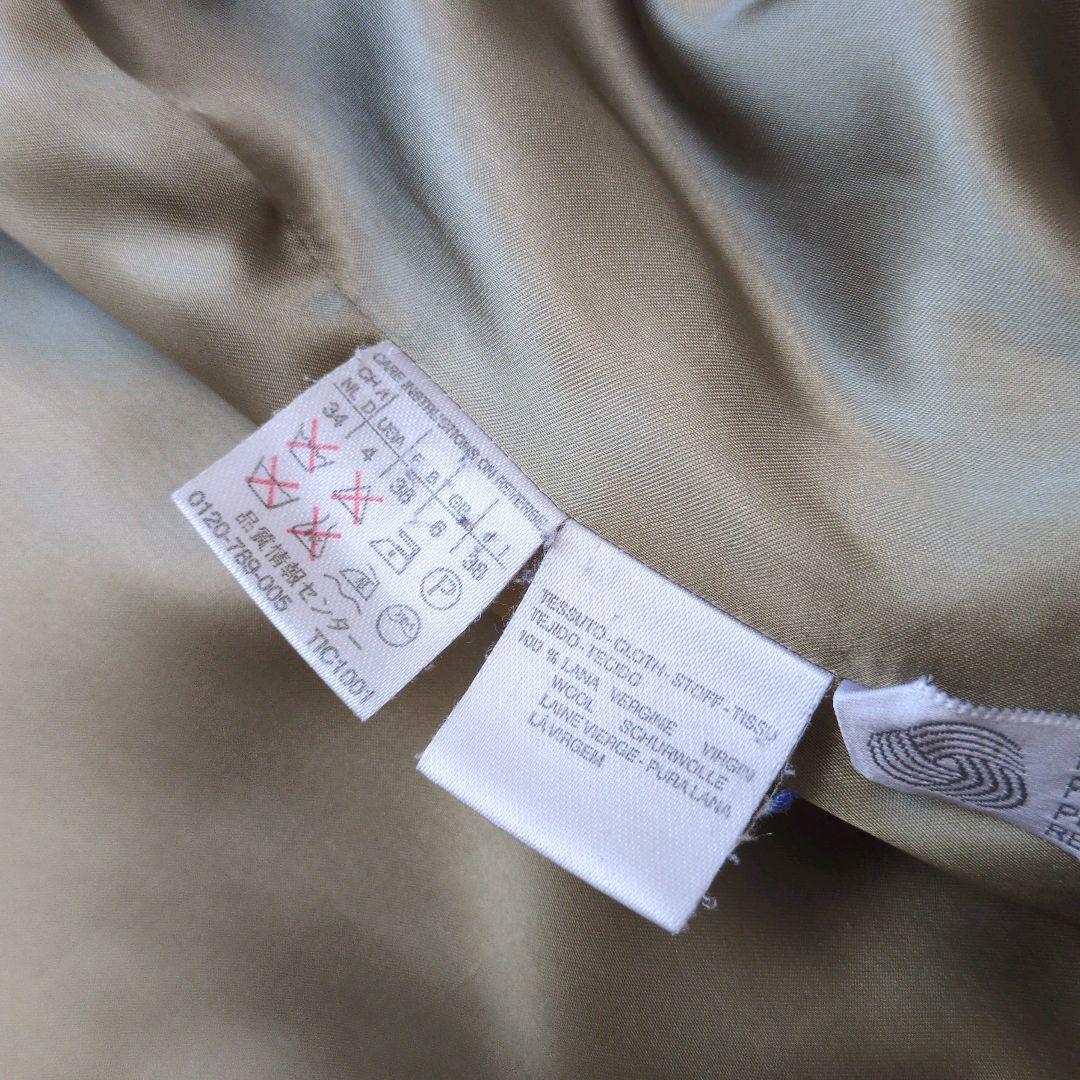 CARE INSTRUCTIONS ON REVERSE
CH A
NL D USA F B GB I
34 4 38 6 38
P
品質情報センター
0120-789-005 TIC1001
TESSUTO-CLOTH-STOFF-TISSU
TEJIDO-TECIDO
100 % LANA VERGINE VIRGIN
WOOL SCHURWOLLE
LAINE VIERGE-PURA LANA
LÃ VIRGEM
RE